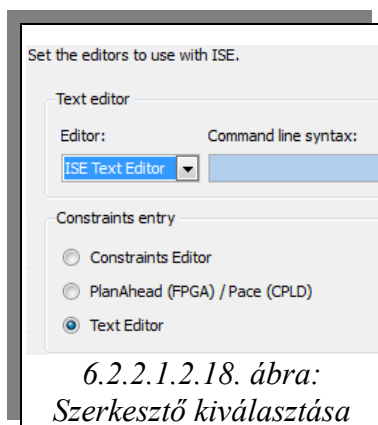 Set the editors to use with ISE.
Text editor
Editor: Command line syntax:
ISE Text Editor
Constraints entry
Constraints Editor
PlanAhead (FPGA) / Pace (CPLD)
Text Editor
6.2.2.1.2.18. ábra:
Szerkesztő kiválasztása